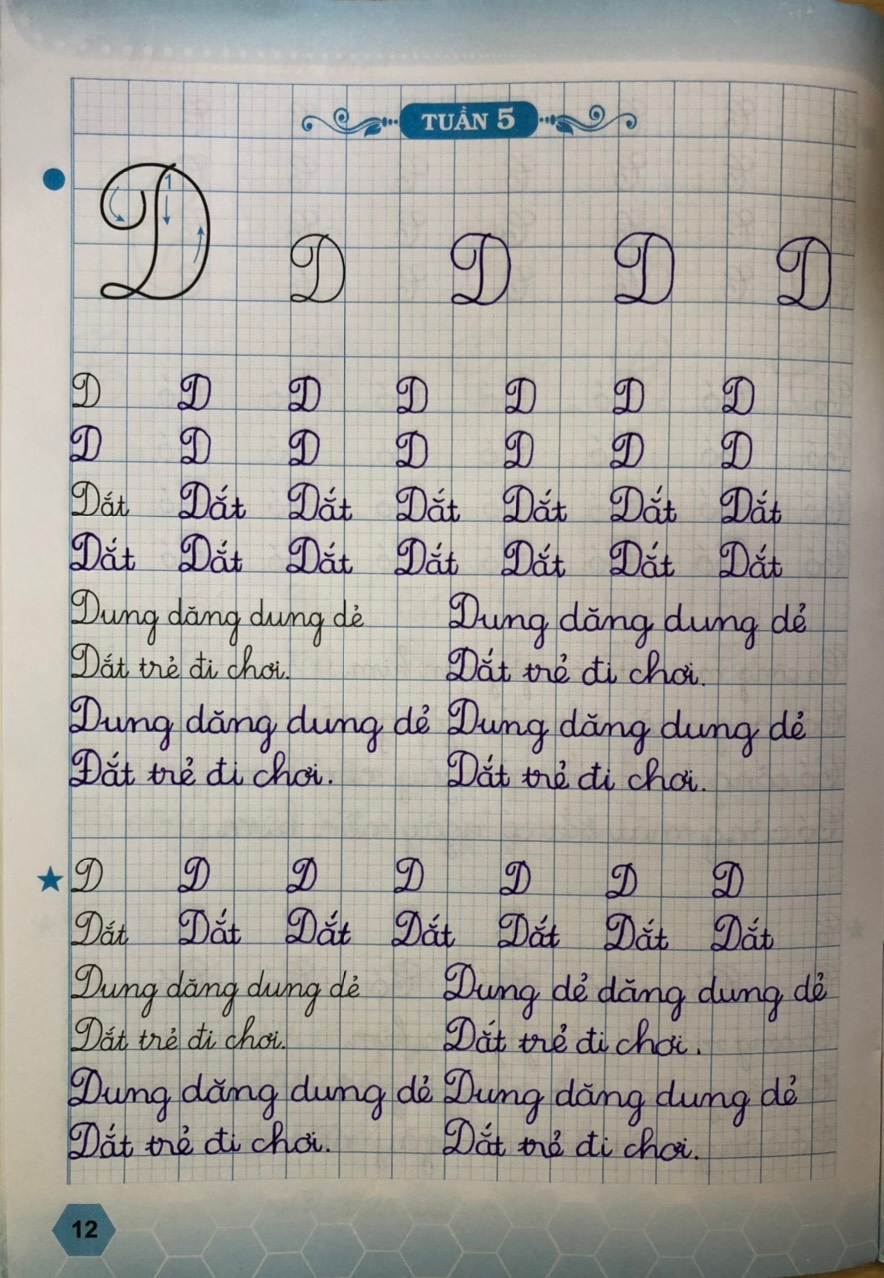 TUẦN 5
1
D D D D D
D D D D D D D
D D D D D D D
Dắt Dắt Dắt Dắt Dắt Dắt Dắt
Dắt Dắt Dắt Dắt Dắt Dắt Dắt
Dung dăng dung dẻ Dung dăng dung dẻ
Dắt trẻ đi chơi. Dắt trẻ đi chơi.
Dung dăng dung dẻ Dung dăng dung dẻ
Đắt trẻ đi chơi. Dắt trẻ đi chơi.
D D D D D D D
Dắt Dắt Dắt Dắt Dắt Dắt Dắt
Dung dăng dung dẻ Dung dẻ dăng dung dẻ
Dắt trẻ đi chơi. Dắt trẻ đi chơi.
Dung dăng dung dẻ Dung dăng dung dẻ
Dắt trẻ đi chơi. Dắt trẻ đi chơi.
12